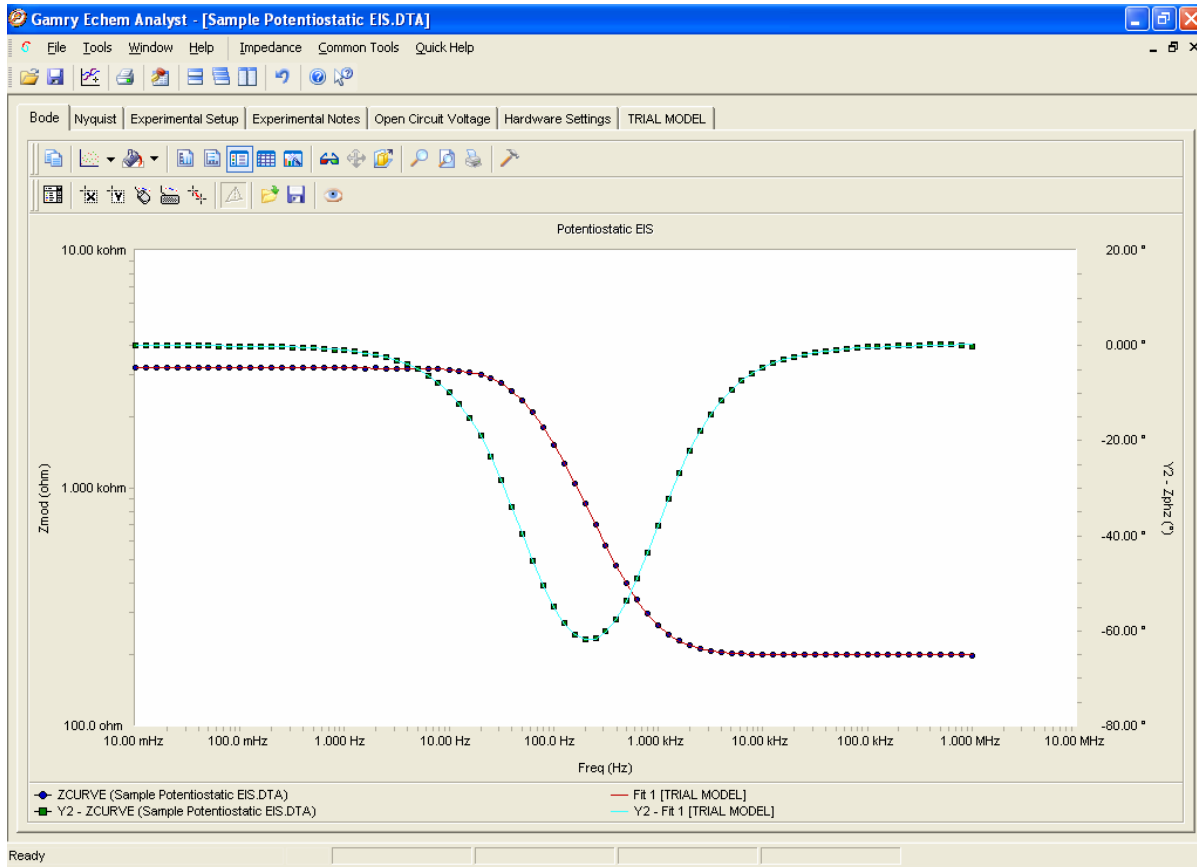 Gamry Echem Analyst - [Sample Potentiostatic EIS.DTA]
File Tools Window Help Impedance Common Tools Quick Help
Bode Nyquist Experimental Setup Experimental Notes Open Circuit Voltage Hardware Settings TRIAL MODEL
Potentiostatic EIS
10.00 kohm
1.000 kohm
100.0 ohm
Zmod (ohm)
20.00 °
0.000 °
-20.00 °
-40.00 °
-60.00 °
-80.00 °
Y2 - Zphz (°)
10.00 mHz 100.0 mHz 1.000 Hz 10.00 Hz 100.0 Hz 1.000 kHz 10.00 kHz 100.0 kHz 1.000 MHz 10.00 MHz
Freq (Hz)
ZCURVE (Sample Potentiostatic EIS.DTA) Fit 1 [TRIAL MODEL]
Y2 - ZCURVE (Sample Potentiostatic EIS.DTA) Y2 - Fit 1 [TRIAL MODEL]
Ready